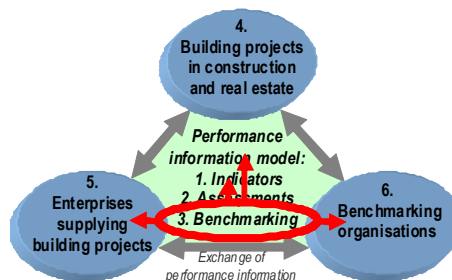 4.
Building projects
in construction
and real estate
Performance
information model:
1. Indicators
2. Assessments
3. Benchmarking
5.
Enterprises
supplying
building projects
6.
Benchmarking
organisations
Exchange of
performance information